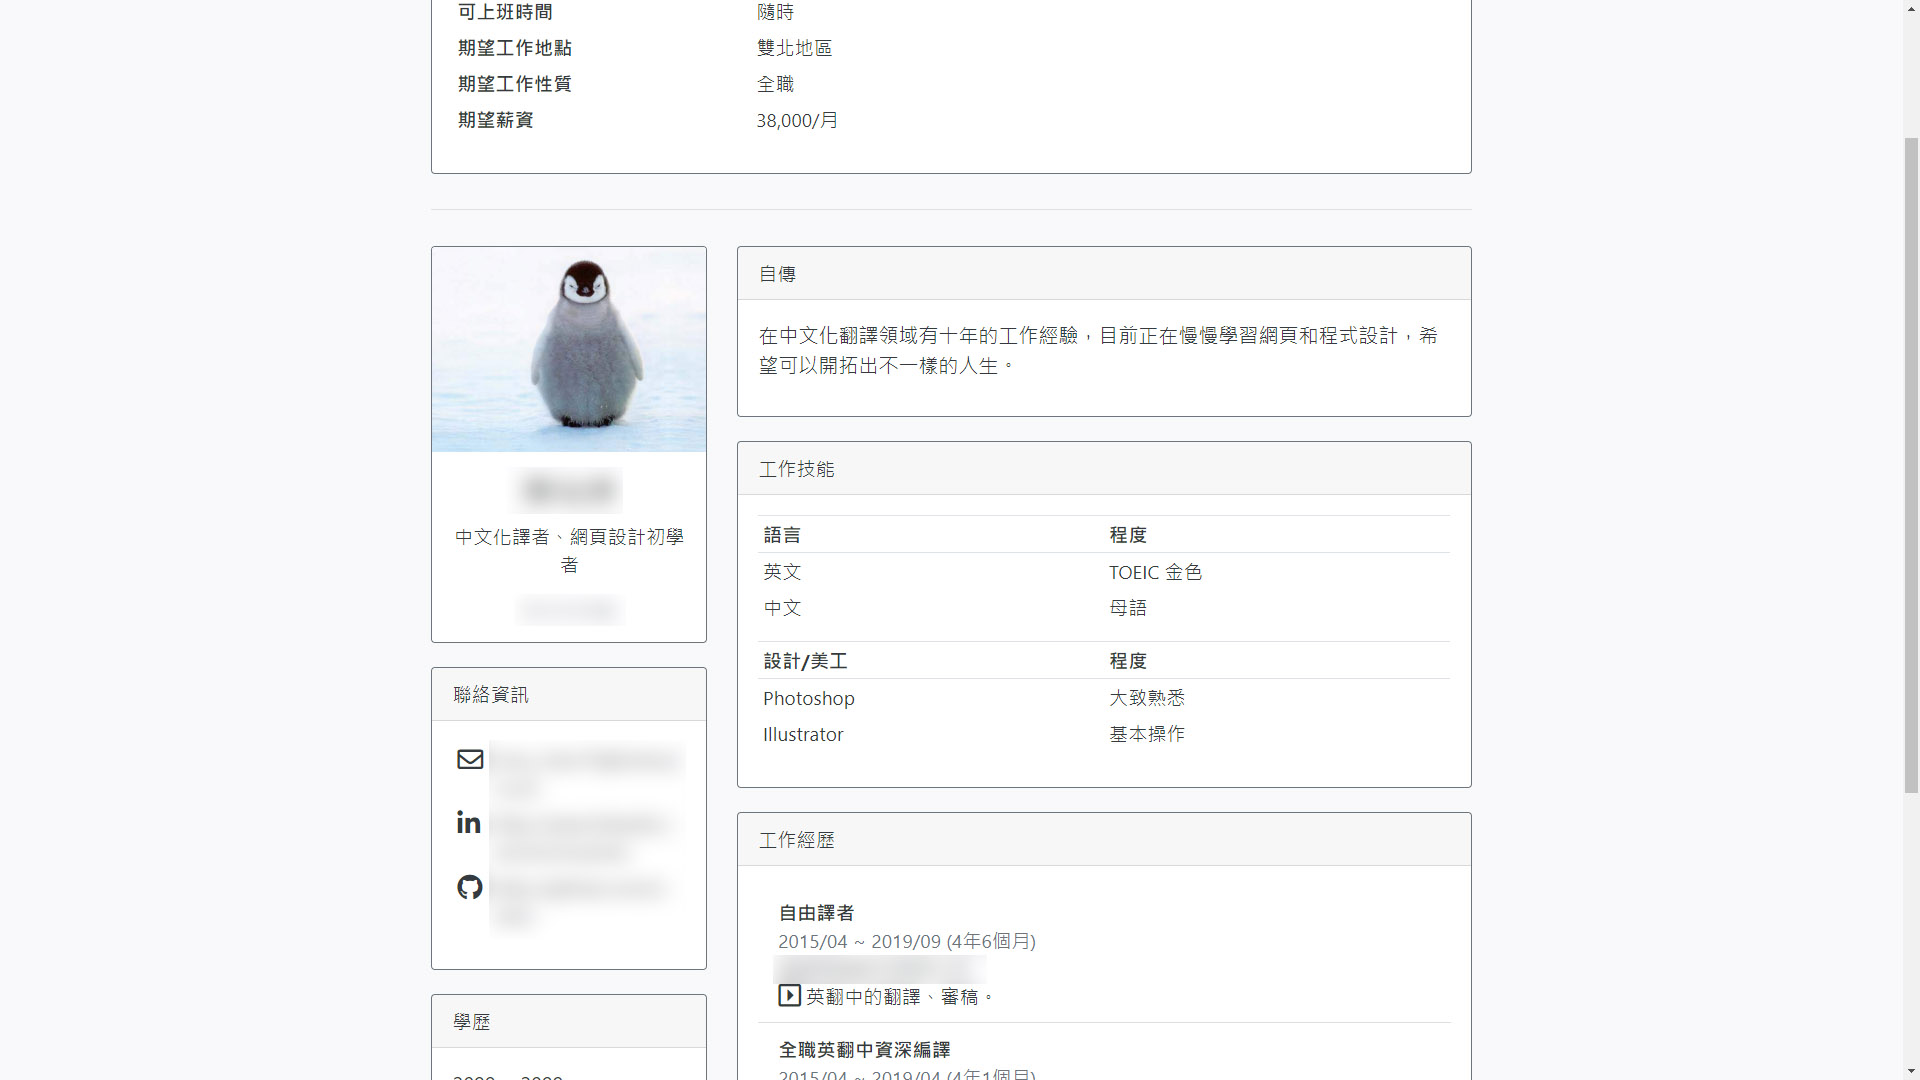 可上班時間 隨時
期望工作地點 雙北地區
期望工作性質 全職
期望薪資 38,000/月
中文化譯者、網頁設計初學
者
聯絡資訊
學歷
自傳
在中文化翻譯領域有十年的工作經驗，目前正在慢慢學習網頁和程式設計，希
望可以開拓出不一樣的人生。
工作技能
語言 程度
英文 TOEIC 金色
中文 母語
設計/美工 程度
Photoshop 大致熟悉
Illustrator 基本操作
工作經歷
自由譯者
2015/04 ~ 2019/09 (4年6個月)
英翻中的翻譯、審稿。
全職英翻中資深編譯
2015/04 ~ 2019/04 (4年1個月)